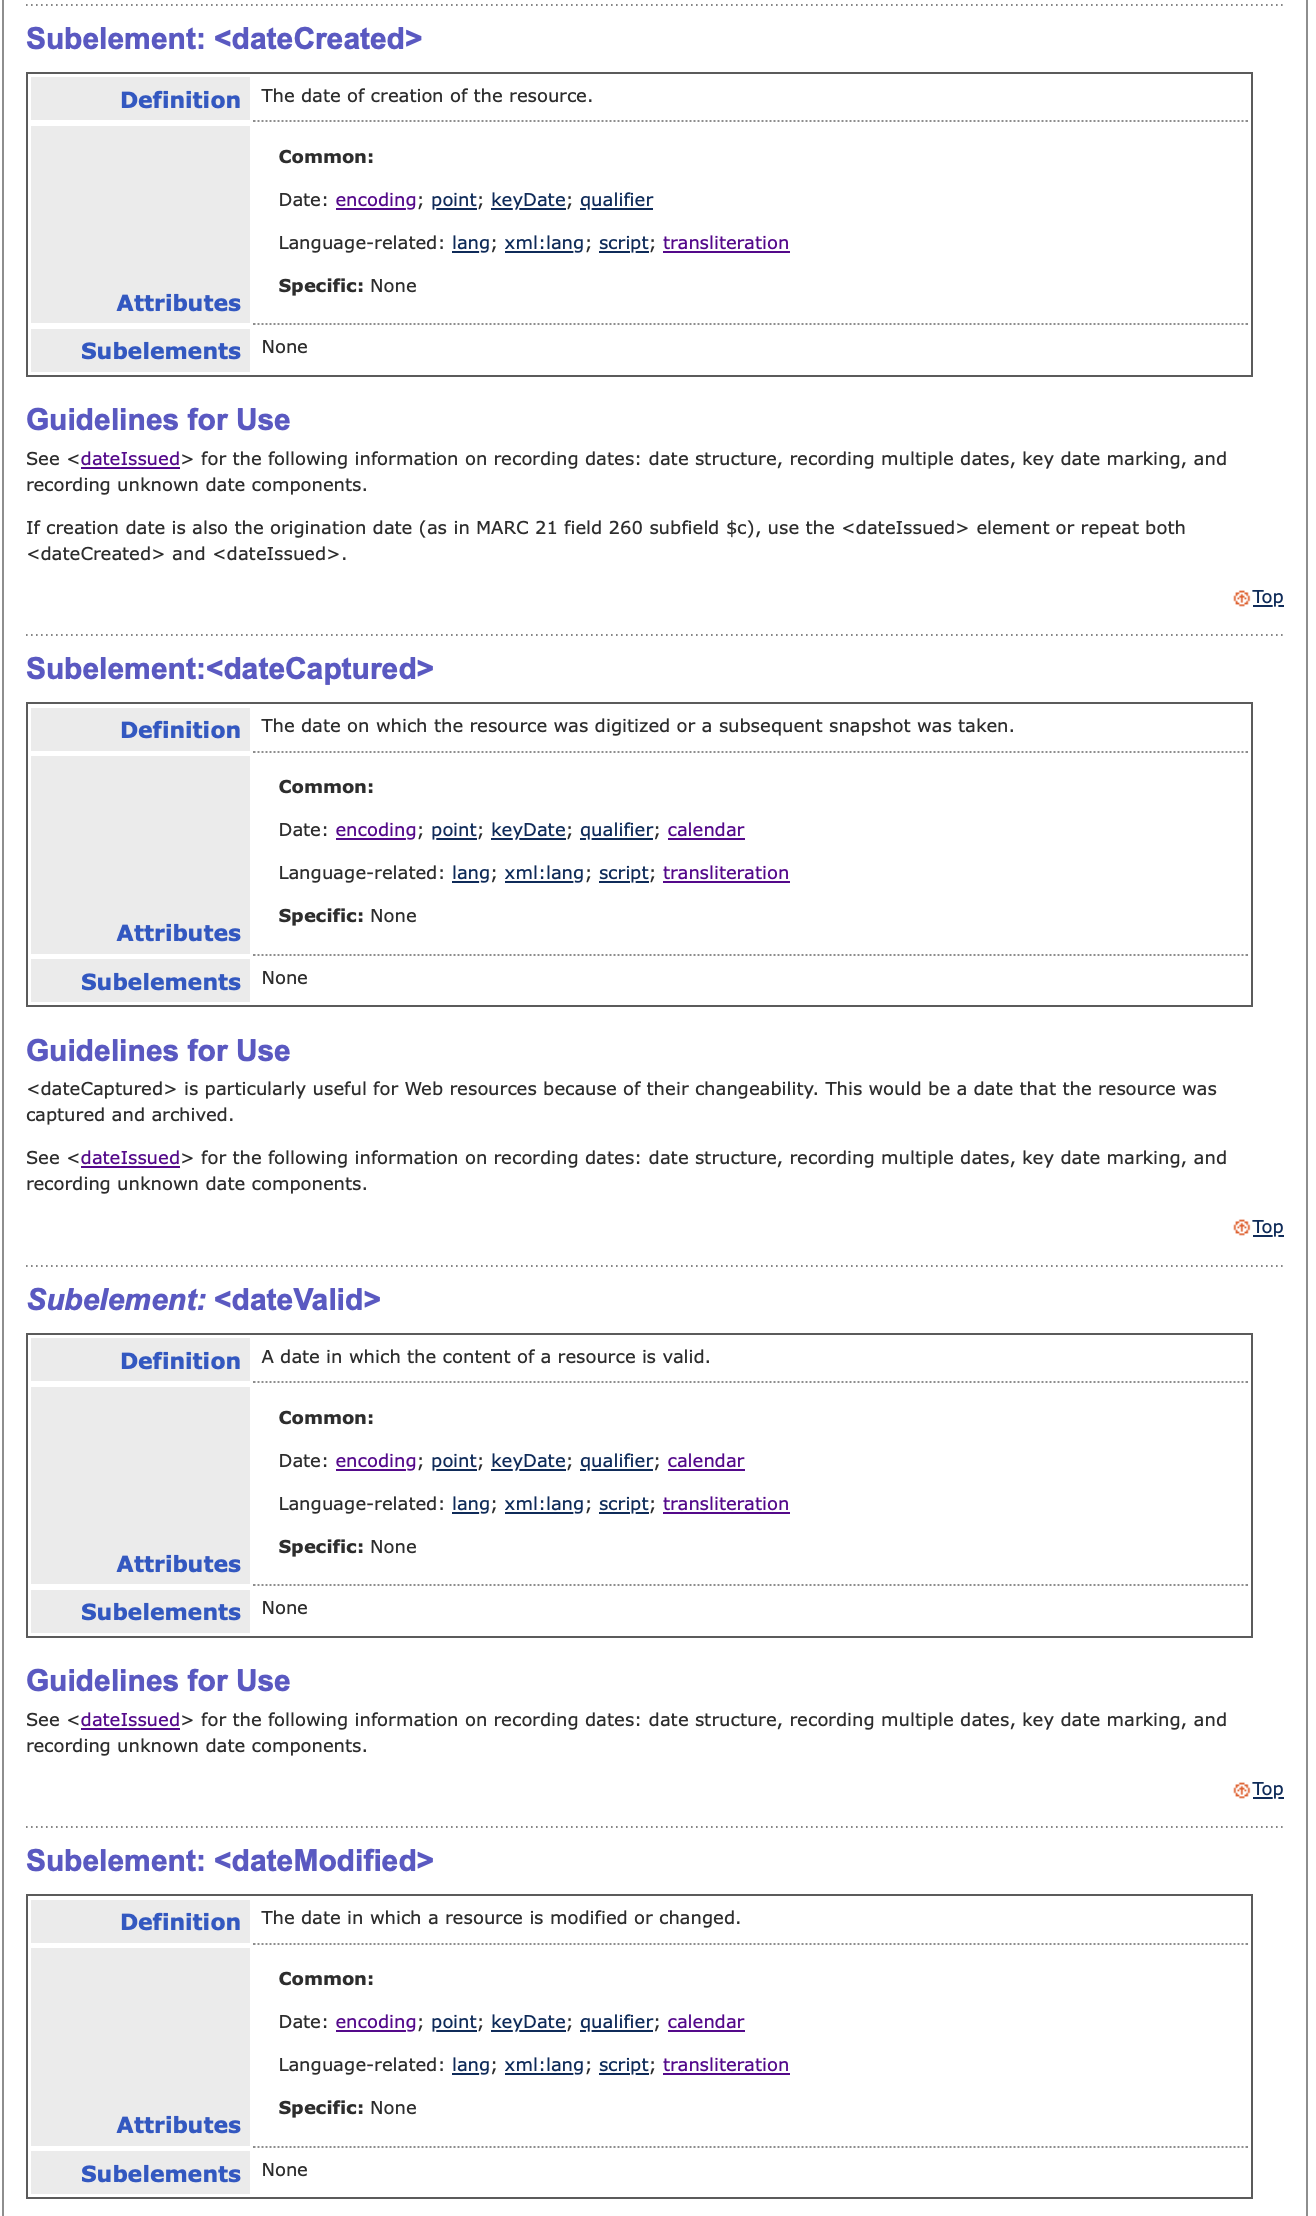 Subelement: <dateCreated>
Definition
The date of creation of the resource.
Common:
Date: encoding; point; keyDate; qualifier
Language-related: lang; xml:lang; script; transliteration
Specific: None
Attributes
Subelements
None
Guidelines for Use
See <dateIssued> for the following information on recording dates: date structure, recording multiple dates, key date marking, and
recording unknown date components.
If creation date is also the origination date (as in MARC 21 field 260 subfield $c), use the <dateIssued> element or repeat both
<dateCreated> and <dateIssued>.
Top
Subelement:<dateCaptured>
Definition
The date on which the resource was digitized or a subsequent snapshot was taken.
Common:
Date: encoding; point; keyDate; qualifier; calendar
Language-related: lang; xml:lang; script; transliteration
Specific: None
Attributes
Subelements
None
Guidelines for Use
<dateCaptured> is particularly useful for Web resources because of their changeability. This would be a date that the resource was
captured and archived.
See <dateIssued> for the following information on recording dates: date structure, recording multiple dates, key date marking, and
recording unknown date components.
Top
Subelement: <dateValid>
Definition
A date in which the content of a resource is valid.
Common:
Date: encoding; point; keyDate; qualifier; calendar
Language-related: lang; xml:lang; script; transliteration
Specific: None
Attributes
Subelements
None
Guidelines for Use
See <dateIssued> for the following information on recording dates: date structure, recording multiple dates, key date marking, and
recording unknown date components.
Top
Subelement: <dateModified>
Definition
The date in which a resource is modified or changed.
Common:
Date: encoding; point; keyDate; qualifier; calendar
Language-related: lang; xml:lang; script; transliteration
Specific: None
Attributes
Subelements
None